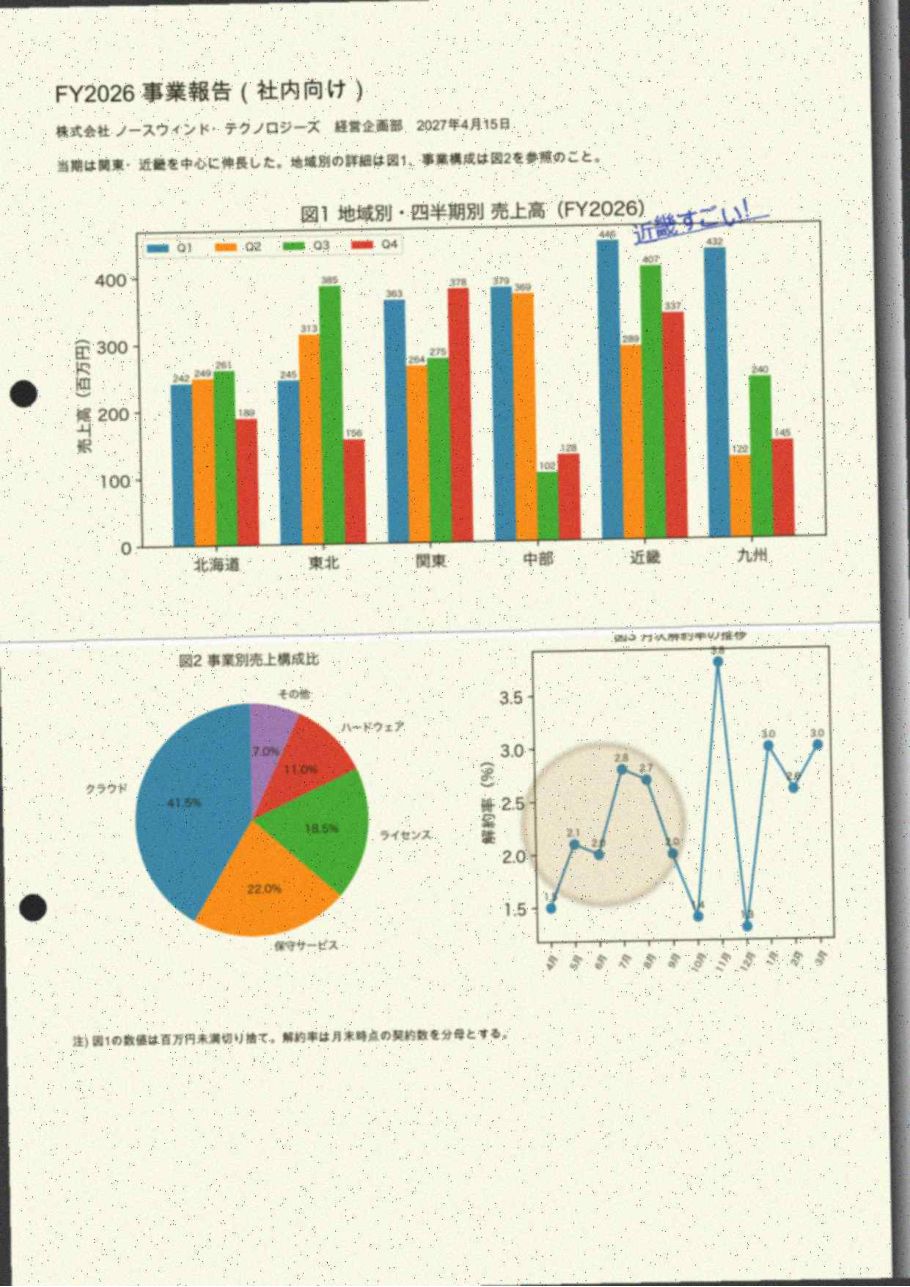 FY2026 事業報告 ( 社内向け )
株式会社 ノースウィンド・テクノロジーズ 経営企画部 2027年4月15日
当期は関東・近畿を中心に伸長した。地域別の詳細は図1、事業構成は図2を参照のこと。
図1 地域別・四半期別 売上高（FY2026）
近畿すごい!
Q1 Q2 Q3 Q4
売上高（百万円）
400
300
200
100
0
242 249 261 189
245 313 385 156
363 264 275 378
379 369 102 128
446 289 407 337
432 122 240 145
北海道 東北 関東 中部 近畿 九州
図2 事業別売上構成比
その他
7.0%
ハードウェア
11.0%
クラウド
41.5%
ライセンス
18.5%
22.0%
保守サービス
図3 月次解約率の推移
解約率（%）
3.5
3.0
2.5
2.0
1.5
2.1 2.8 2.7 2.0 3.8 3.0 2.6 3.0
4月 5月 6月 7月 8月 9月 10月 11月 12月 1月 2月 3月
注) 図1の数値は百万円未満切り捨て。解約率は月末時点の契約数を分母とする。